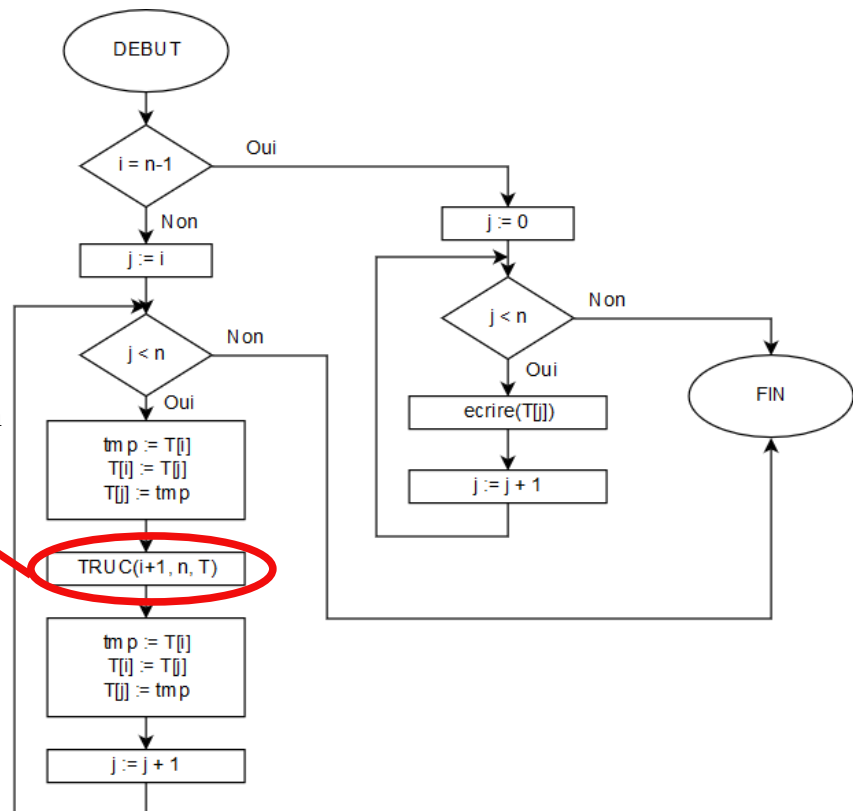 DEBUT
i = n-1
Oui
Non
j := i
j := 0
j < n
Non
Oui
j < n
Non
Oui
ecrire(T[j])
j := j + 1
FIN
tmp := T[i]
T[i] := T[j]
T[j] := tmp
TRUC(i+1, n, T)
tmp := T[i]
T[i] := T[j]
T[j] := tmp
j := j + 1